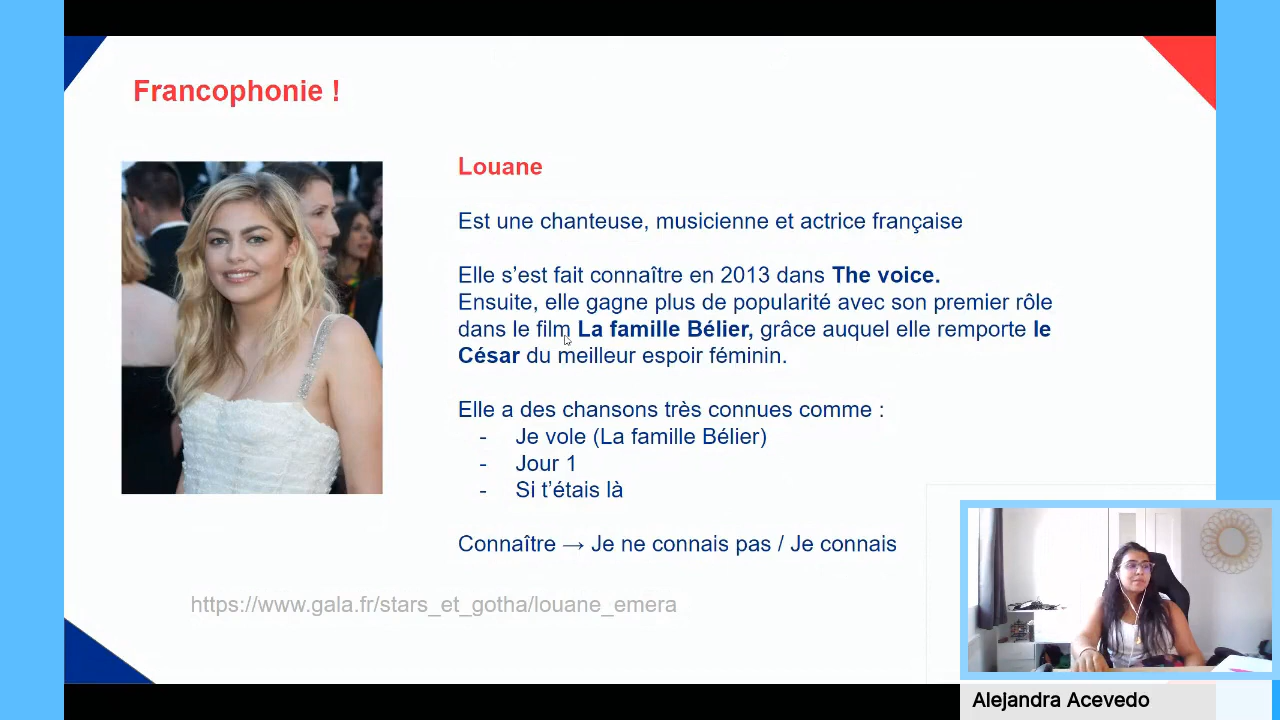 Francophonie !
Louane
Est une chanteuse, musicienne et actrice française
Elle s’est fait connaître en 2013 dans The voice.
Ensuite, elle gagne plus de popularité avec son premier rôle
dans le film La famille Bélier, grâce auquel elle remporte le
César du meilleur espoir féminin.
Elle a des chansons très connues comme :
- Je vole (La famille Bélier)
- Jour 1
- Si t’étais là
Connaître → Je ne connais pas / Je connais
https://www.gala.fr/stars_et_gotha/louane_emera
Alejandra Acevedo